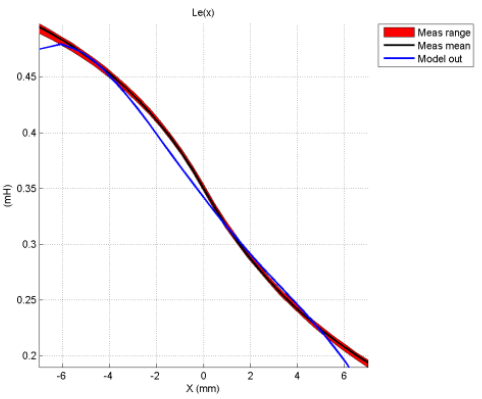 Le(x)
Meas range
Meas mean
Model out
0.45
0.4
0.35
0.3
0.25
0.2
(mH)
-6 -4 -2 0 2 4 6
X (mm)